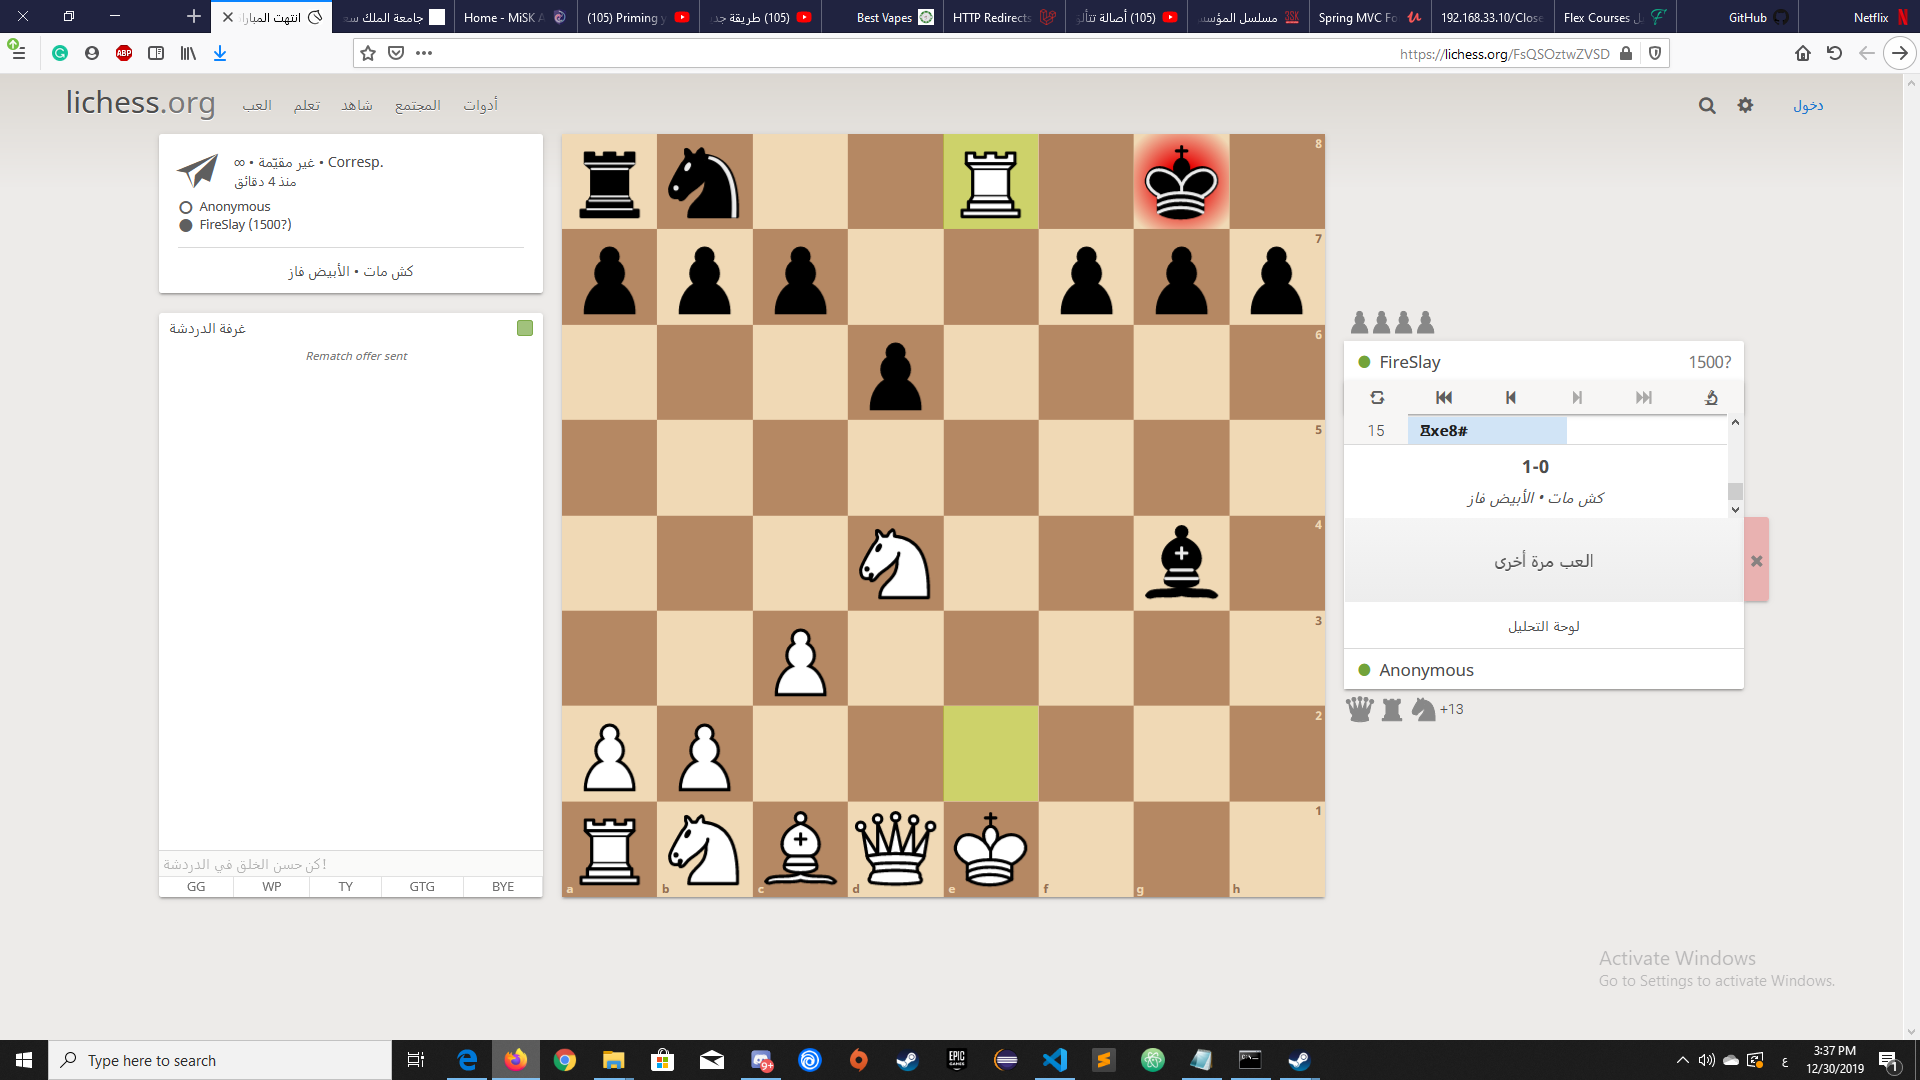 انتهت المباراة
جامعة الملك سع
Home - MiSK A
(105) Priming y
(105) طريقة جدي
Best Vapes
HTTP Redirects
(105) أصالة تتألق
مسلسل المؤسس
Spring MVC Fo
192.168.33.10/Close
Flex Courses
GitHub
Netflix
https://lichess.org/FsQSOztwZVSD
lichess.org
العب
تعلم
شاهد
المجتمع
أدوات
دخول
∞ • غير مقيّمة • Corresp.
منذ 4 دقائق
Anonymous
FireSlay (1500?)
كش مات • الأبيض فاز
غرفة الدردشة
Rematch offer sent
كن حسن الخلق في الدردشة!
GG
WP
TY
GTG
BYE
8
7
6
5
4
3
2
1
a
b
c
d
e
f
g
h
FireSlay
1500?
15
♖xe8#
1-0
كش مات • الأبيض فاز
العب مرة أخرى
لوحة التحليل
Anonymous
+13
Activate Windows
Go to Settings to activate Windows.
Type here to search
9+
EPIC GAMES
ع
3:37 PM
12/30/2019
1